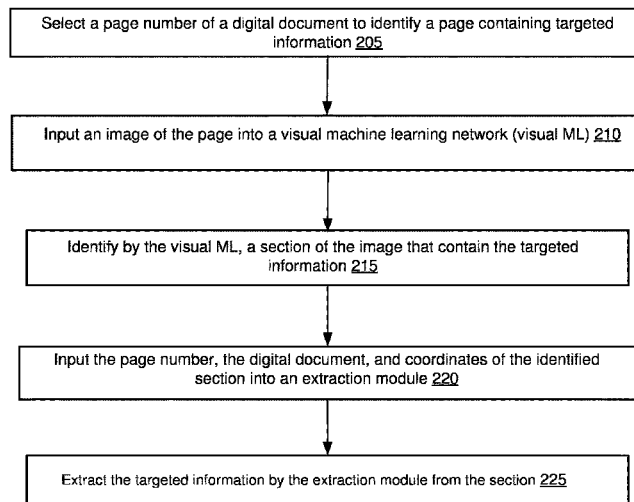 Select a page number of a digital document to identify a page containing targeted
information 205
Input an image of the page into a visual machine learning network (visual ML) 210
Identify by the visual ML, a section of the image that contain the targeted
information 215
Input the page number, the digital document, and coordinates of the identified
section into an extraction module 220
Extract the targeted information by the extraction module from the section 225